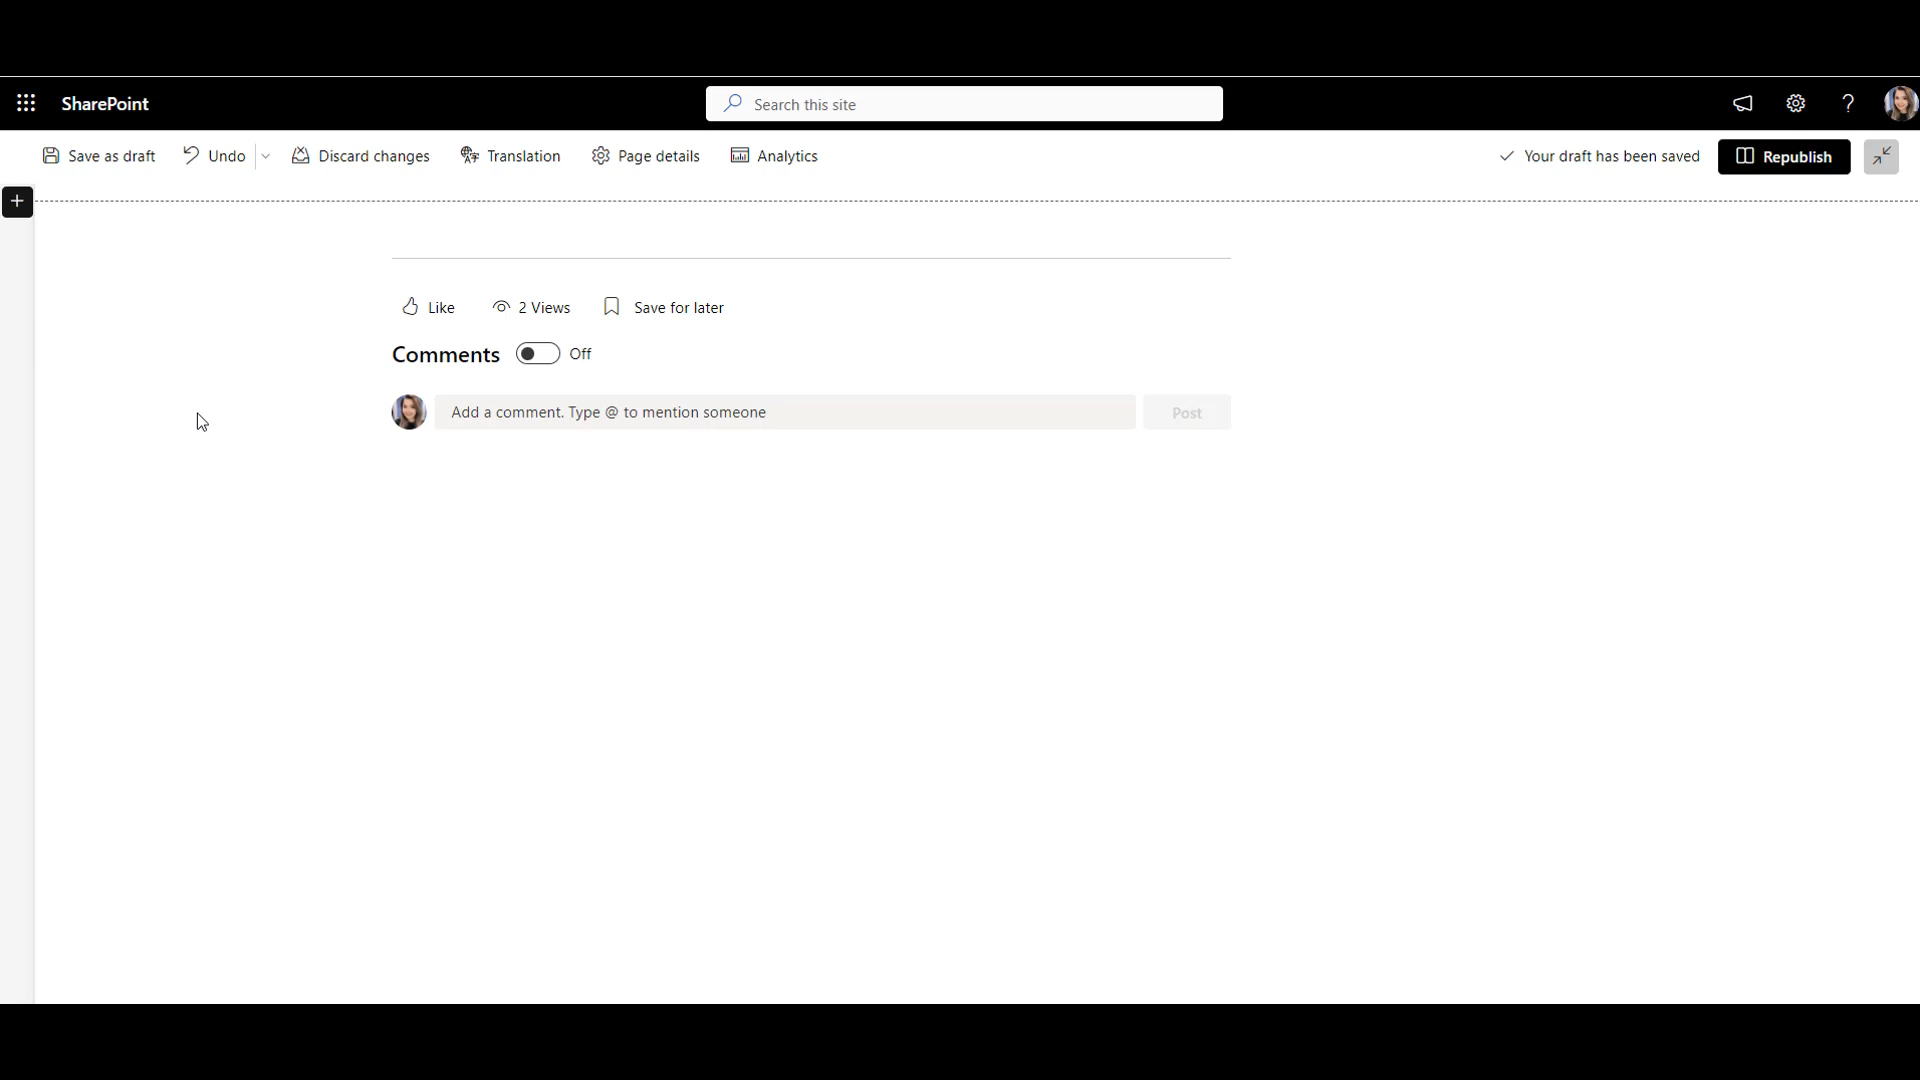 SharePoint
Search this site
Save as draft Undo Discard changes Translation Page details Analytics Your draft has been saved Republish
Like 2 Views Save for later
Comments Off
Add a comment. Type @ to mention someone Post